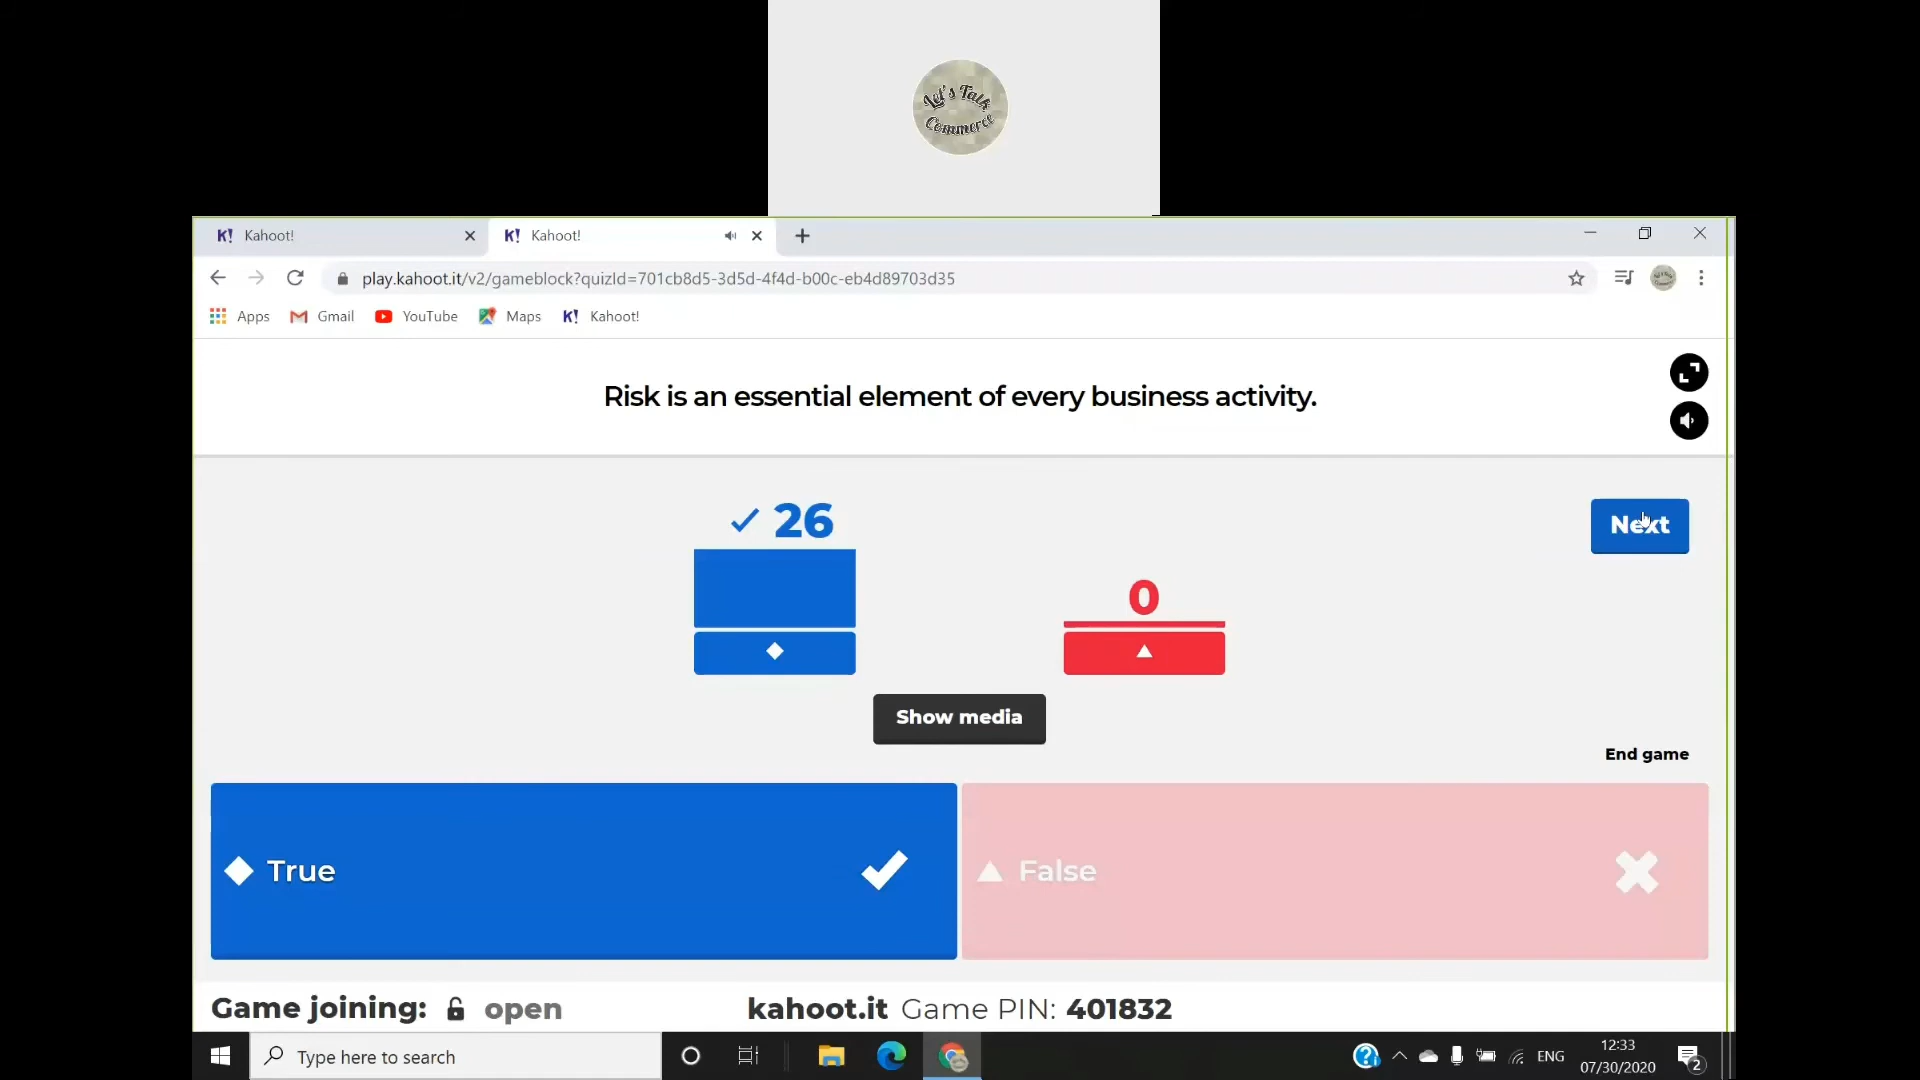 Let's Talk
Commerce
K! Kahoot!
K! Kahoot!
play.kahoot.it/v2/gameblock?quizId=701cb8d5-3d5d-4f4d-b00c-eb4d89703d35
Apps Gmail YouTube Maps K! Kahoot!
Risk is an essential element of every business activity.
26
0
Next
Show media
End game
True
False
Game joining: open kahoot.it Game PIN: 401832
Type here to search
ENG
12:33
07/30/2020
2